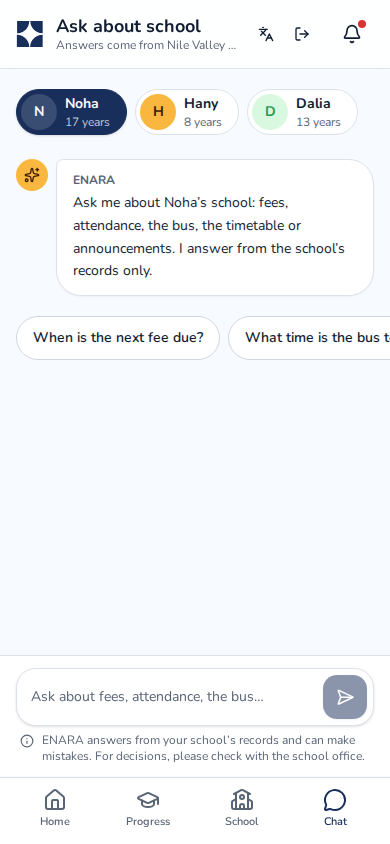 Ask about school
Answers come from Nile Valley ...
N
Noha
17 years
H
Hany
8 years
D
Dalia
13 years
ENARA
Ask me about Noha's school: fees,
attendance, the bus, the timetable or
announcements. I answer from the school's
records only.
When is the next fee due?
What time is the bus
Ask about fees, attendance, the bus...
ENARA answers from your school's records and can make
mistakes. For decisions, please check with the school office.
Home
Progress
School
Chat